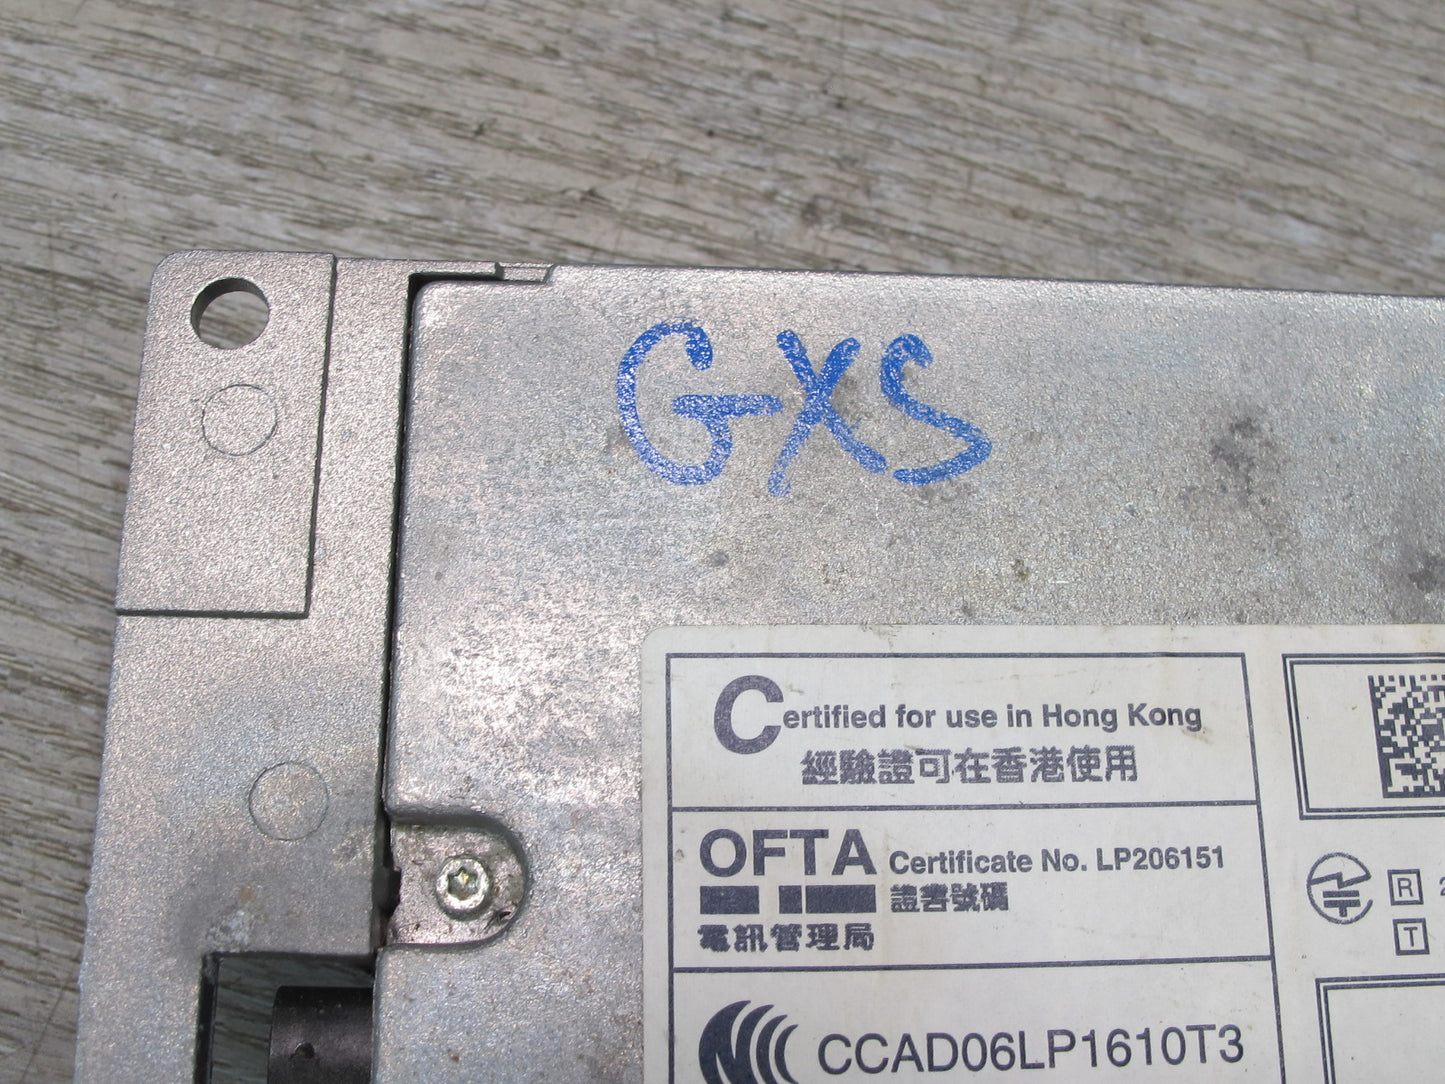 GXS
Certified for use in Hong Kong
經驗證可在香港使用
OFTA Certificate No. LP206151
證書號碼
電訊管理局
R
T
CCAD06LP1610T3